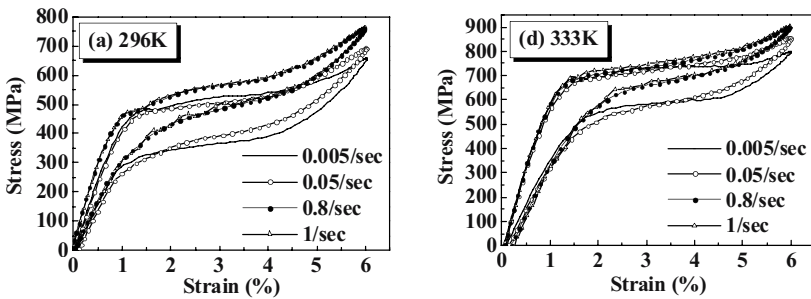 (a) 296K
Stress (MPa)
800
700
600
500
400
300
200
100
0
0.005/sec
0.05/sec
0.8/sec
1/sec
0 1 2 3 4 5 6
Strain (%)
(d) 333K
Stress (MPa)
900
800
700
600
500
400
300
200
100
0
0.005/sec
0.05/sec
0.8/sec
1/sec
0 1 2 3 4 5 6
Strain (%)